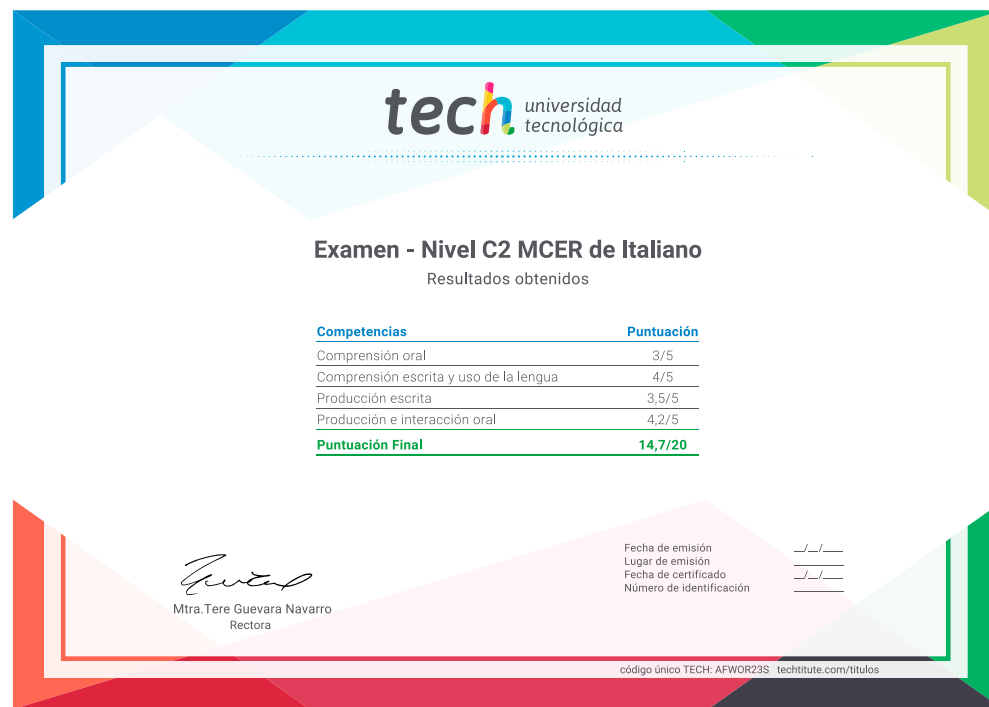 tech universidad
tecnológica
Examen - Nivel C2 MCER de Italiano
Resultados obtenidos
Competencias Puntuación
Comprensión oral 3/5
Comprensión escrita y uso de la lengua 4/5
Producción escrita 3,5/5
Producción e interacción oral 4,2/5
Puntuación Final 14,7/20
Mtra.Tere Guevara Navarro
Rectora
Fecha de emisión __/__/____
Lugar de emisión ________
Fecha de certificado __/__/____
Número de identificación ________
código único TECH: AFWOR23S techtitute.com/titulos